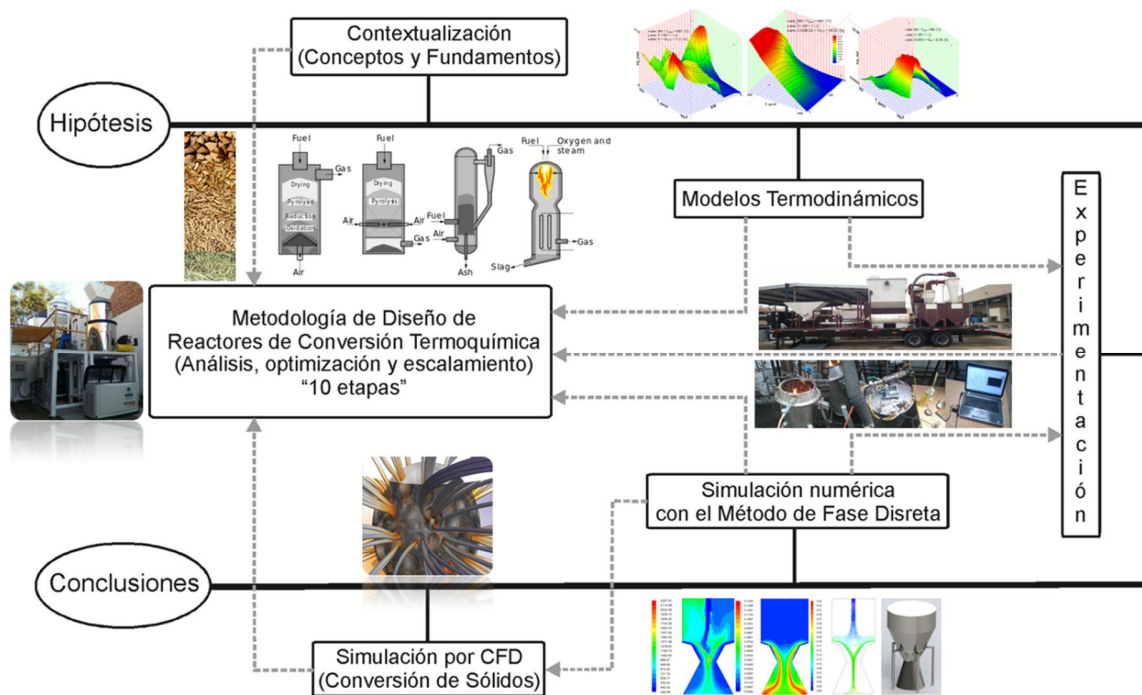 Contextualización
(Conceptos y Fundamentos)
Hipótesis
Fuel
Gas
Drying
Pyrolysis
Reduction
Oxidation
Air
Fuel
Drying
Pyrolysis
Air
Air
Gas
Gas
Fuel
Air
Ash
Fuel
Oxygen and
steam
Gas
Slag
Modelos Termodinámicos
Experimentación
Metodología de Diseño de
Reactores de Conversión Termoquímica
(Análisis, optimización y escalamiento)
“10 etapas”
Simulación numérica
con el Método de Fase Disreta
Conclusiones
Simulación por CFD
(Conversión de Sólidos)